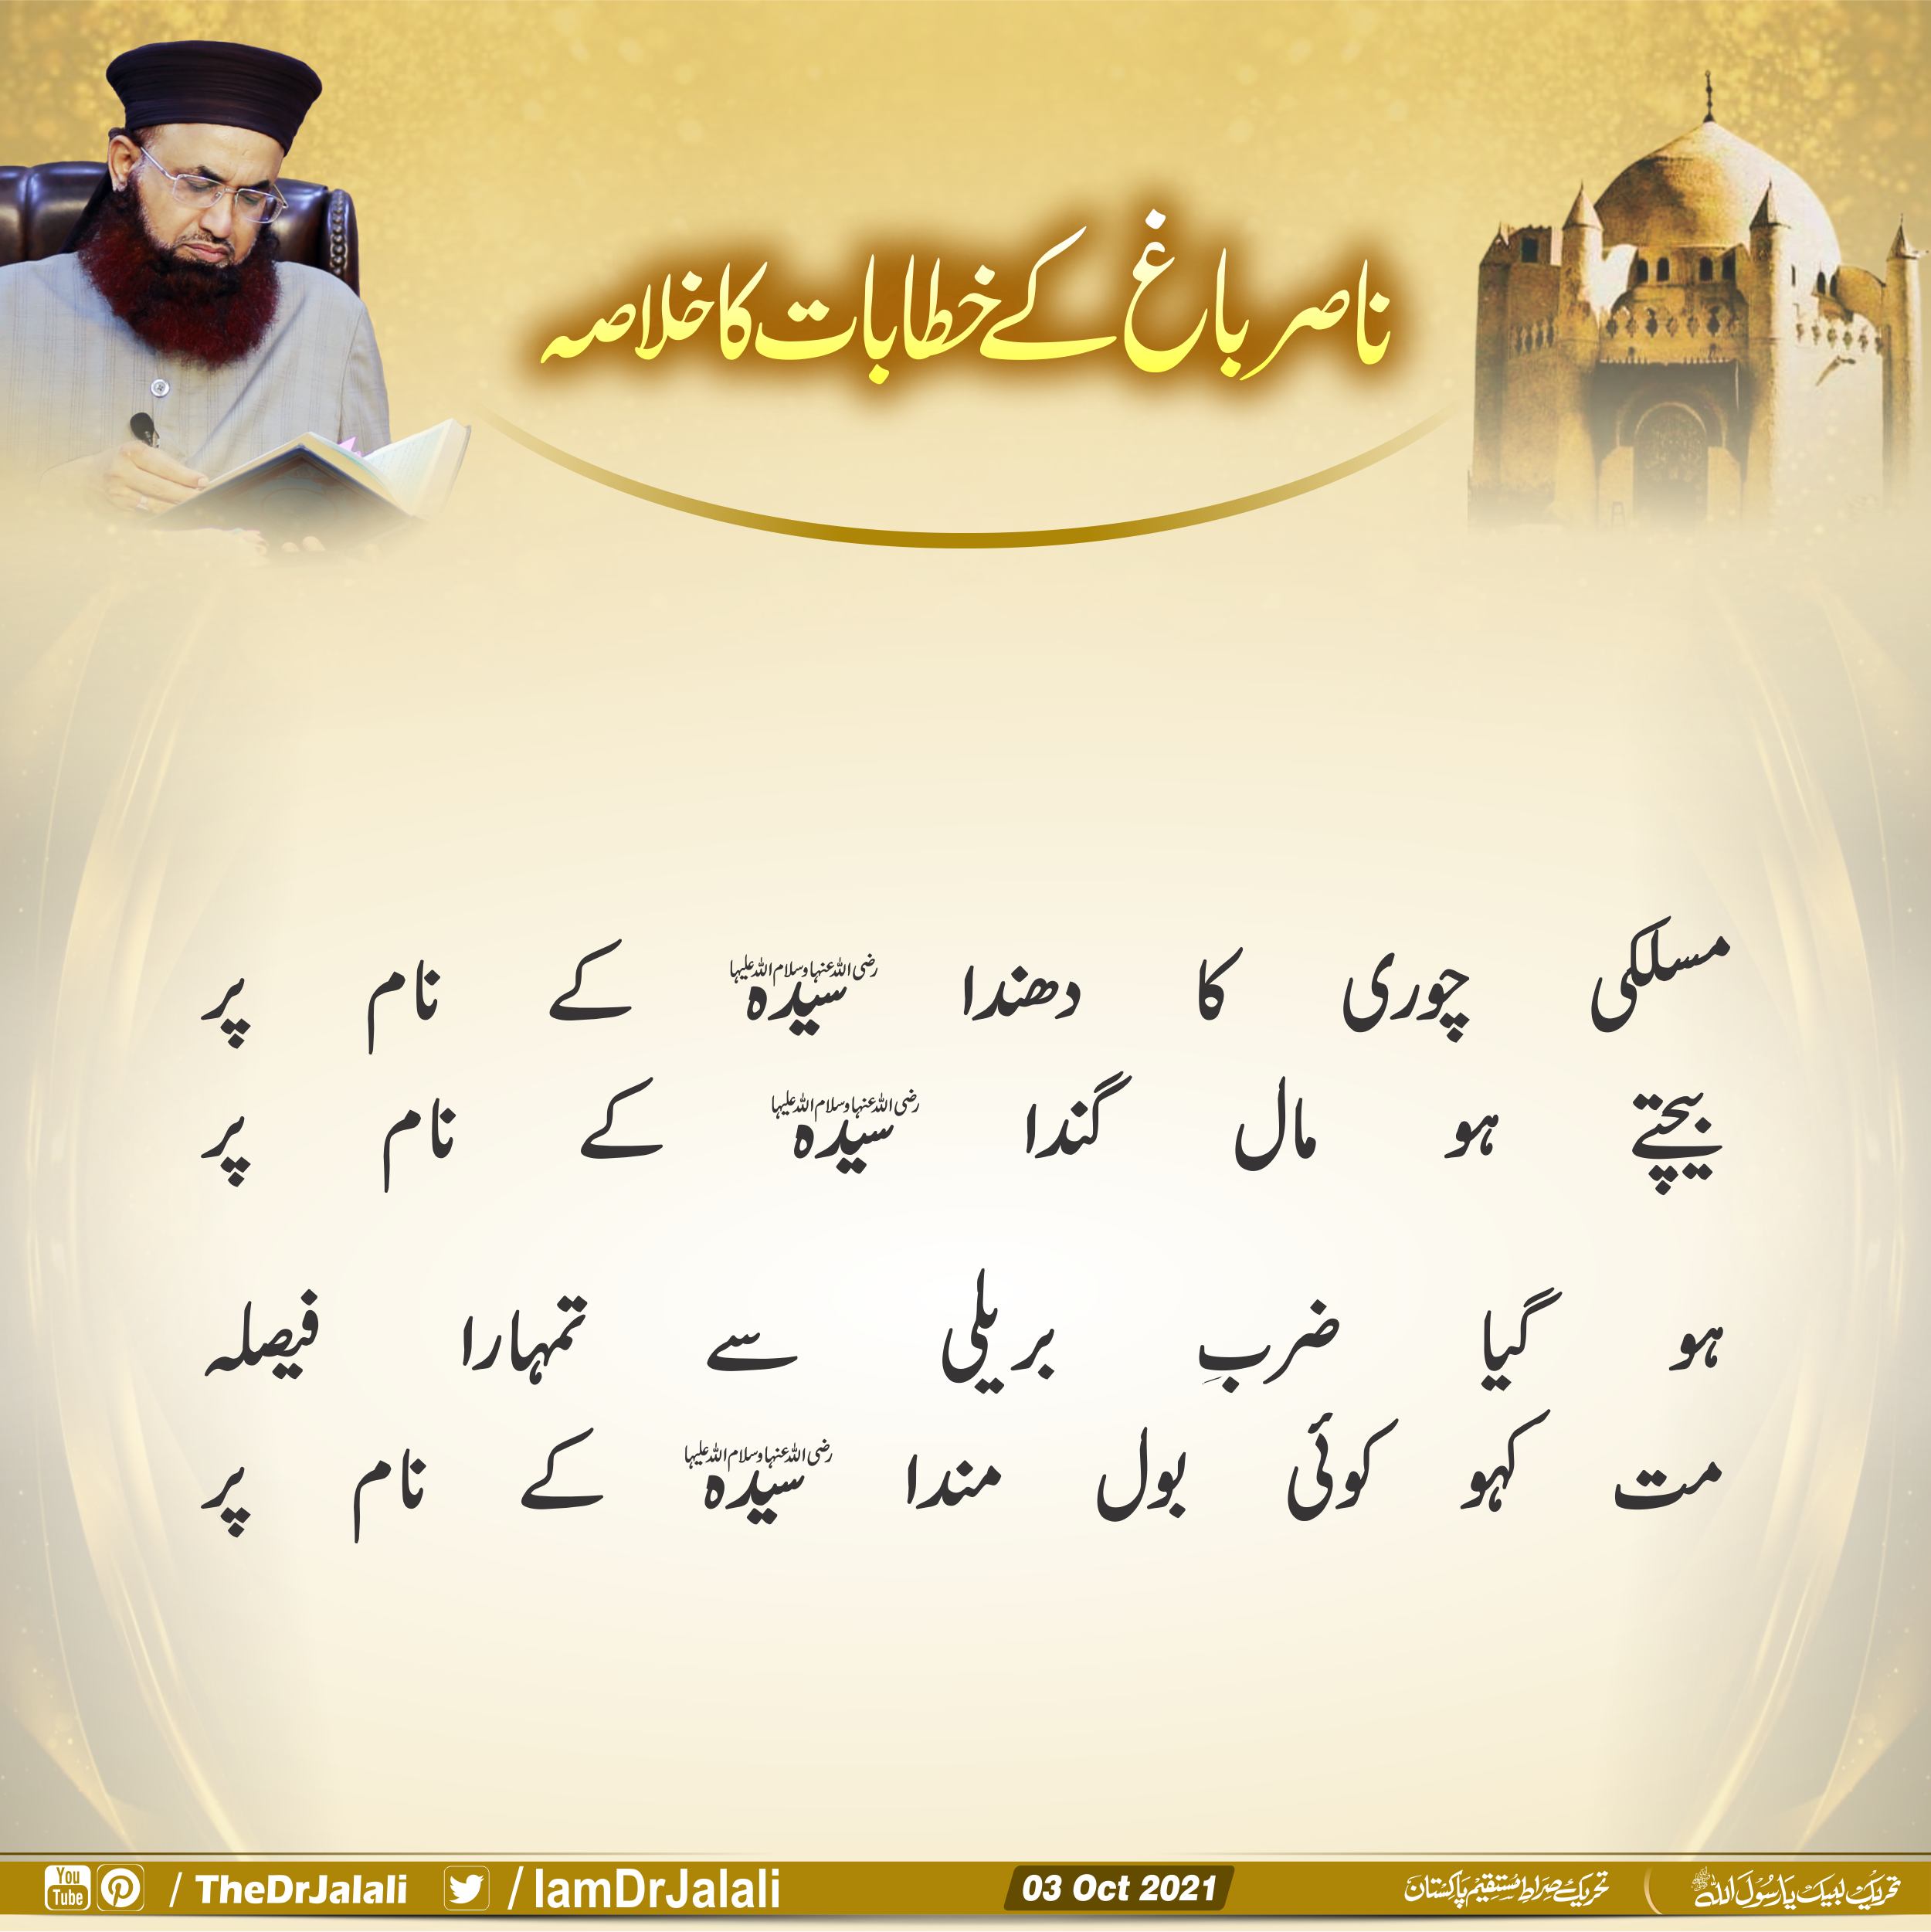 ناصر باغ کے خطابات کا خلاصہ
مسلکی چوری کا دھندا سیدہ رضی اللہ عنہا وسلام اللہ علیہا کے نام پر
بیچتے ہو مال گندا سیدہ رضی اللہ عنہا وسلام اللہ علیہا کے نام پر
ہو گیا ضربِ بریلی سے تمہارا فیصلہ
مت کہو کوئی بول مندا سیدہ رضی اللہ عنہا وسلام اللہ علیہا کے نام پر
You Tube / TheDrJalali / IamDrJalali 03 Oct 2021 تحریک لبیک یا رسول اللہ ﷺ ( تحریک صراط مستقیم پاکستان